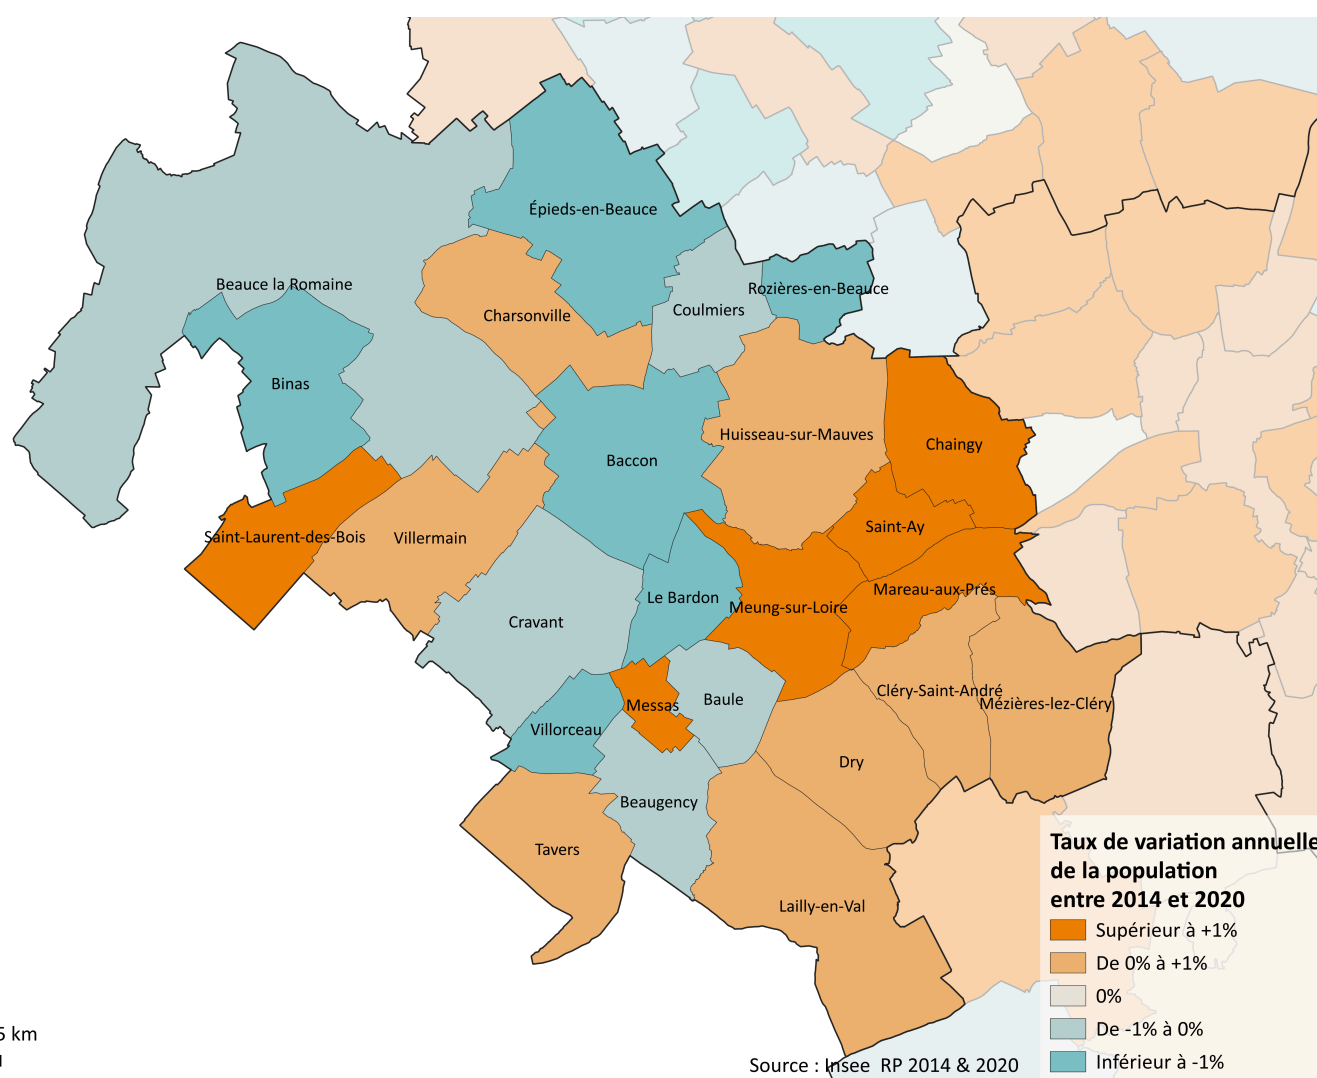 Épieds-en-Beauce
Beauce la Romaine
Rozières-en-Beauce
Coulmiers
Charsonville
Binas
Huisseau-sur-Mauves
Chaingy
Baccon
Saint-Ay
Saint-Laurent-des-Bois
Villermain
Mareau-aux-Prés
Le Bardon
Meung-sur-Loire
Cravant
Cléry-Saint-André
Baule
Mézières-lez-Cléry
Messas
Villorceau
Dry
Beaugency
Tavers
Lailly-en-Val
Taux de variation annuelle
de la population
entre 2014 et 2020
Supérieur à +1%
De 0% à +1%
0%
De -1% à 0%
Inférieur à -1%
5 km
Source : Insee RP 2014 & 2020